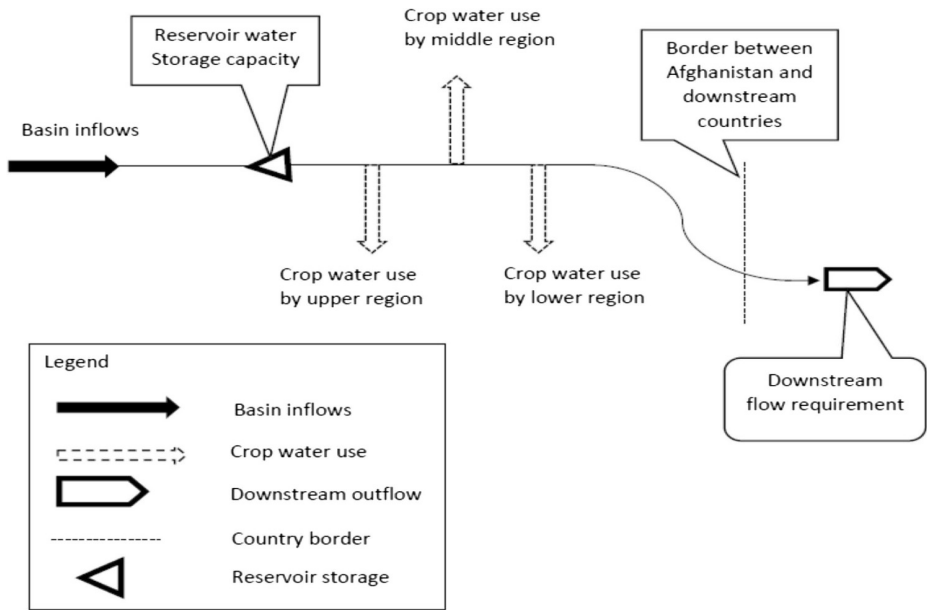 Crop water use
by middle region
Reservoir water
Storage capacity
Border between
Afghanistan and
downstream
countries
Basin inflows
Crop water use
by upper region
Crop water use
by lower region
Downstream
flow requirement
Legend
Basin inflows
Crop water use
Downstream outflow
Country border
Reservoir storage